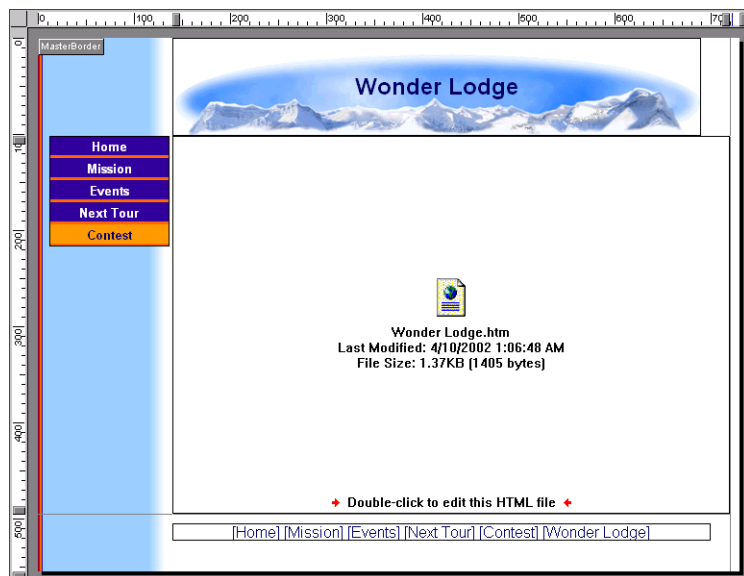 0 100 200 300 400 500 600 70
MasterBorder
Wonder Lodge
0
Home
100
Mission
Events
Next Tour
Contest
200
Wonder Lodge.htm
300
Last Modified: 4/10/2002 1:06:48 AM
File Size: 1.37KB (1405 bytes)
400
Double-click to edit this HTML file
500
[Home] [Mission] [Events] [Next Tour] [Contest] [Wonder Lodge]